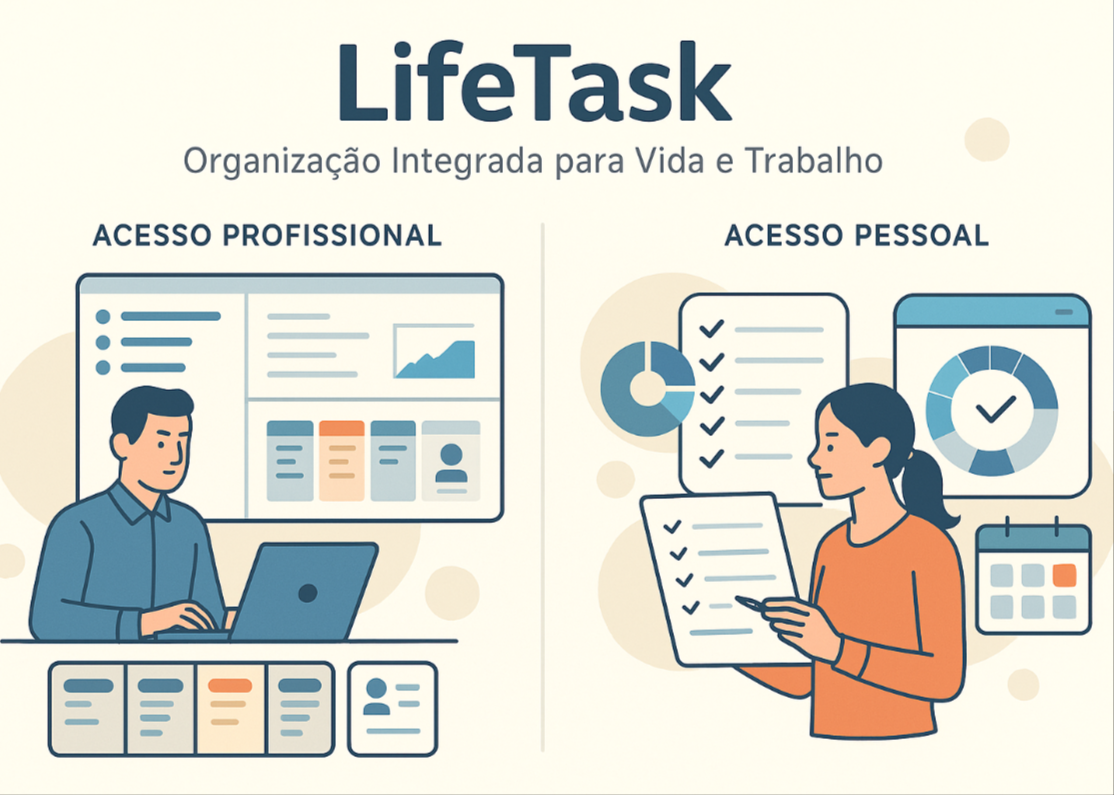 LifeTask
Organização Integrada para Vida e Trabalho
ACESSO PROFISSIONAL
ACESSO PESSOAL